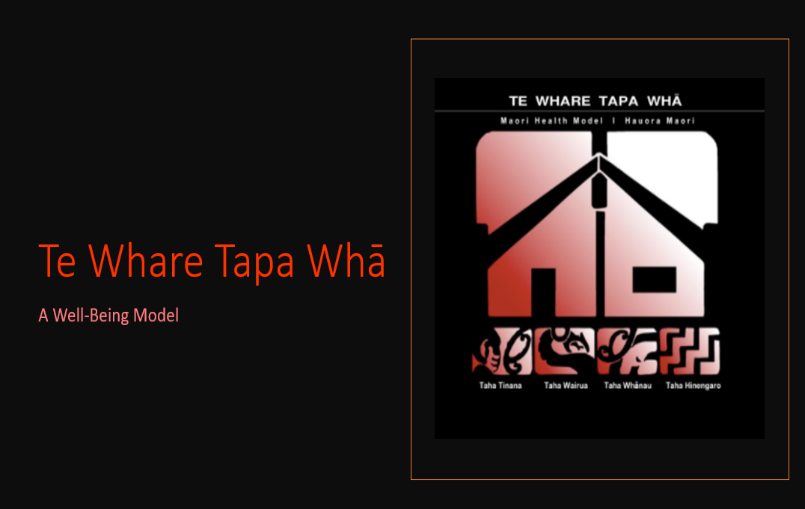 Te Whare Tapa Whā
A Well-Being Model
TE WHARE TAPA WHĀ
Maori Health Model | Hauora Maori
Taha Tinana Taha Wairua Taha Whānau Taha Hinengaro